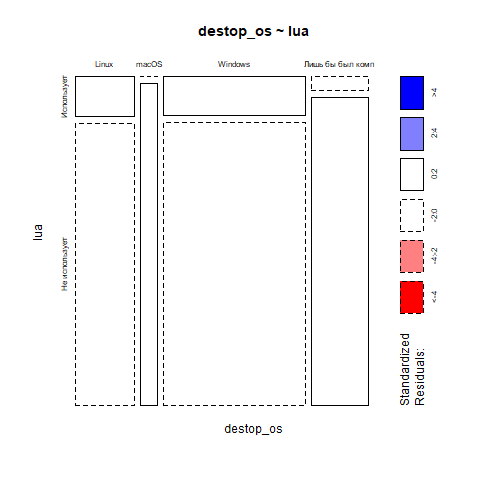 destop_os ~ lua
Linux
macOS
Windows
Лишь бы был комп
Использует
Не использует
lua
destop_os
>4
2:4
0:2
-2:0
-4:-2
<-4
Standardized
Residuals: